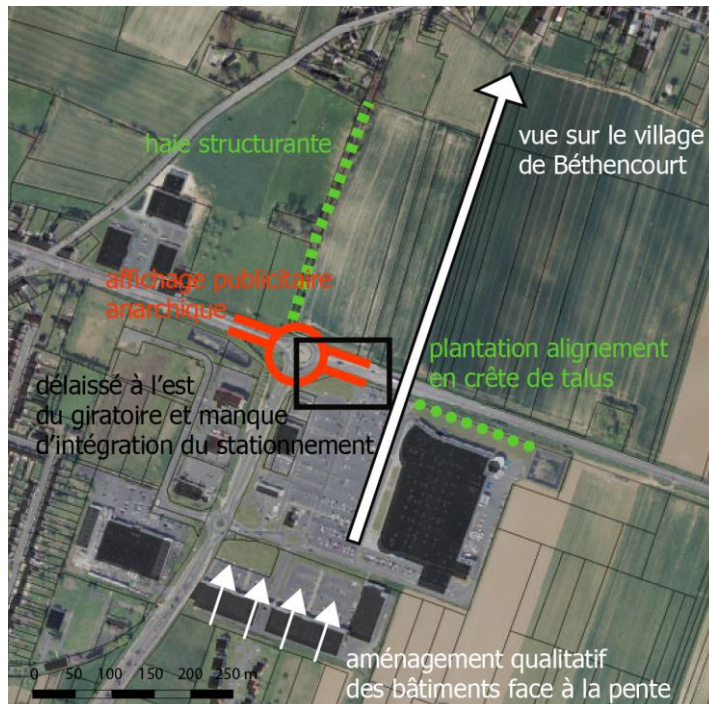 haie structurante
vue sur le village
de Béthencourt
affichage publicitaire
anarchique
plantation alignement
en crête de talus
délaissé à l'est
du giratoire et manque
d'intégration du stationnement
aménagement qualitatif
des bâtiments face à la pente
0 50 100 150 200 250 m